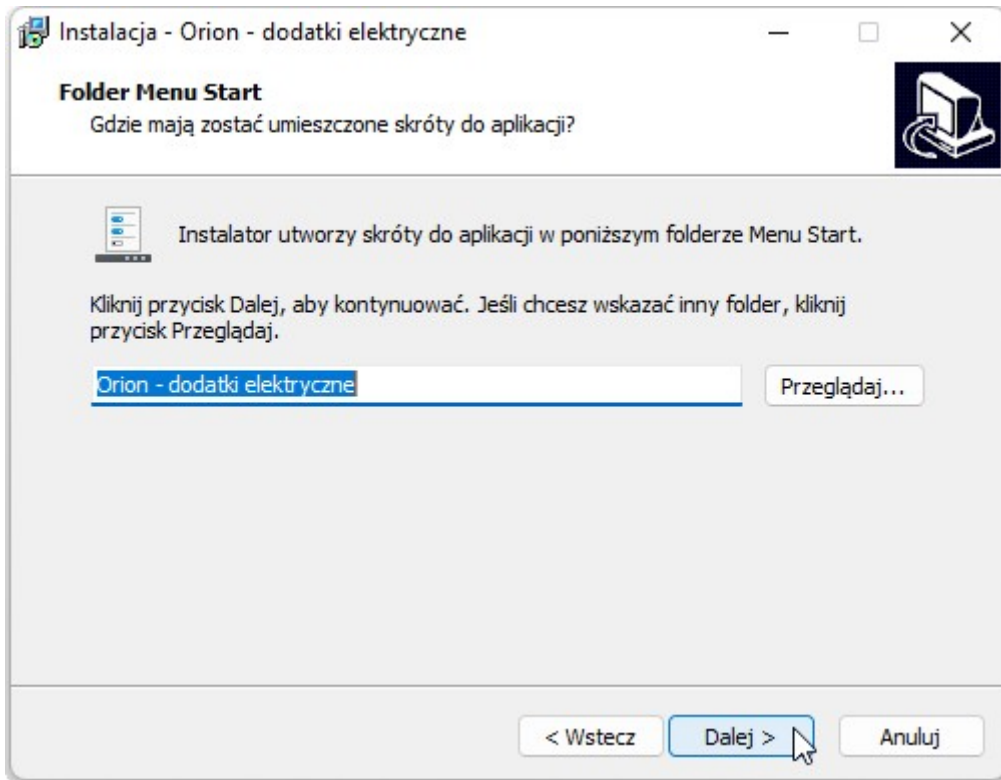 Instalacja - Orion - dodatki elektryczne
Folder Menu Start
Gdzie mają zostać umieszczone skróty do aplikacji?
Instalator utworzy skróty do aplikacji w poniższym folderze Menu Start.
Kliknij przycisk Dalej, aby kontynuować. Jeśli chcesz wskazać inny folder, kliknij
przycisk Przeglądaj.
Orion - dodatki elektryczne
Przeglądaj...
< Wstecz
Dalej >
Anuluj